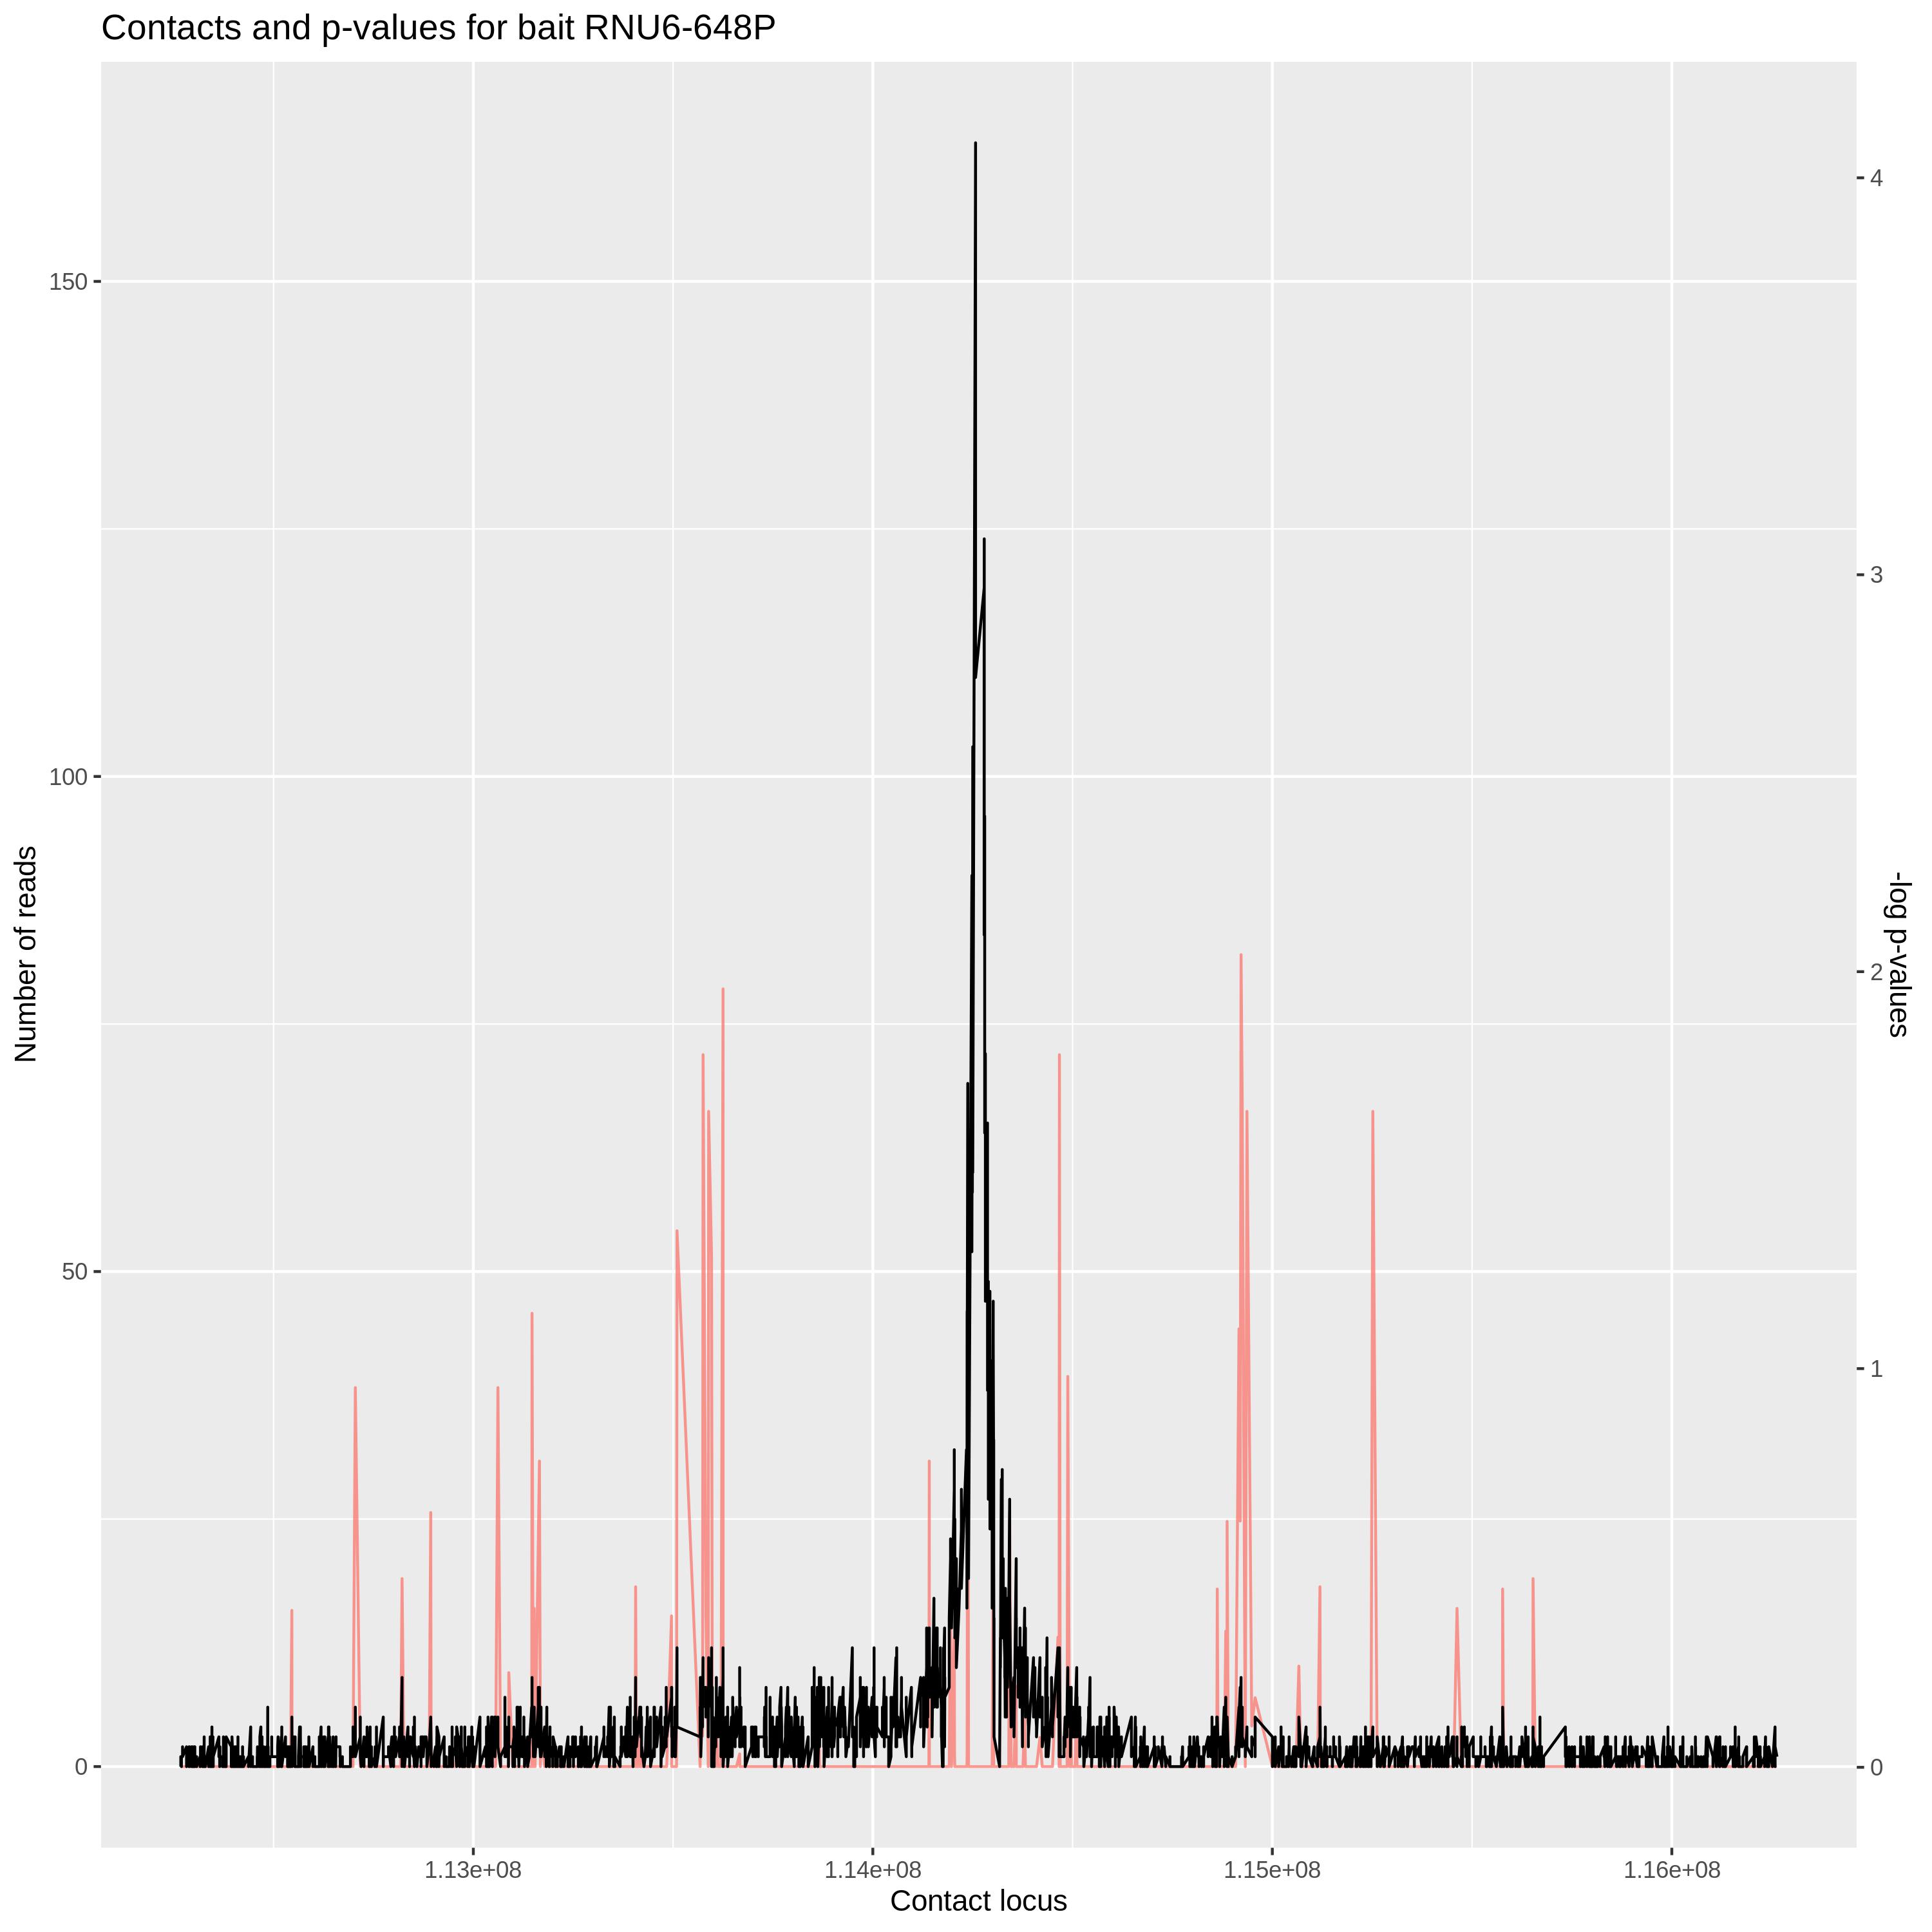 Contacts and p-values for bait RNU6-648P
150
100
50
0
Number of reads
4
3
2
1
0
-log p-values
1.13e+08
1.14e+08
1.15e+08
1.16e+08
Contact locus